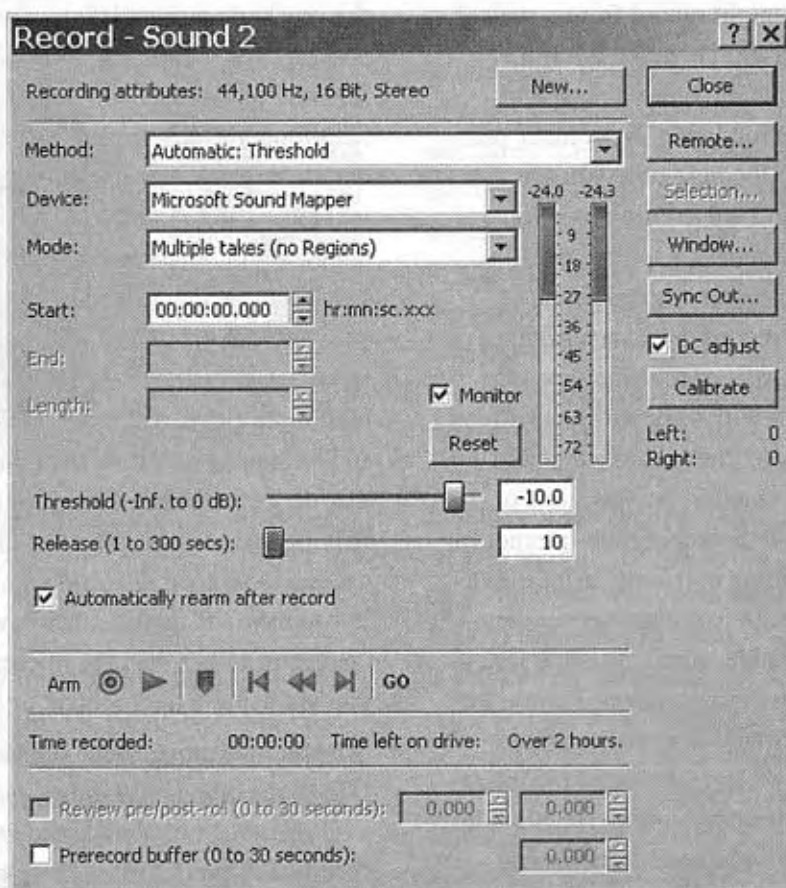 Record - Sound 2
Recording attributes: 44,100 Hz, 16 Bit, Stereo
New...
Close
Method: Automatic: Threshold
Remote...
Device: Microsoft Sound Mapper
-24.0 -24.3
Selection...
Mode: Multiple takes (no Regions)
Window...
9
18
27
36
45
54
63
72
Start: 00:00:00.000 hr:mn:sc.xxx
Sync Out...
End:
DC adjust
Length:
Monitor
Calibrate
Reset
Left: 0
Right: 0
Threshold (-Inf. to 0 dB): -10.0
Release (1 to 300 secs): 10
Automatically rearm after record
Arm GO
Time recorded: 00:00:00 Time left on drive: Over 2 hours.
Review pre/post-roll (0 to 30 seconds): 0.000 0.000
Prerecord buffer (0 to 30 seconds): 0.000